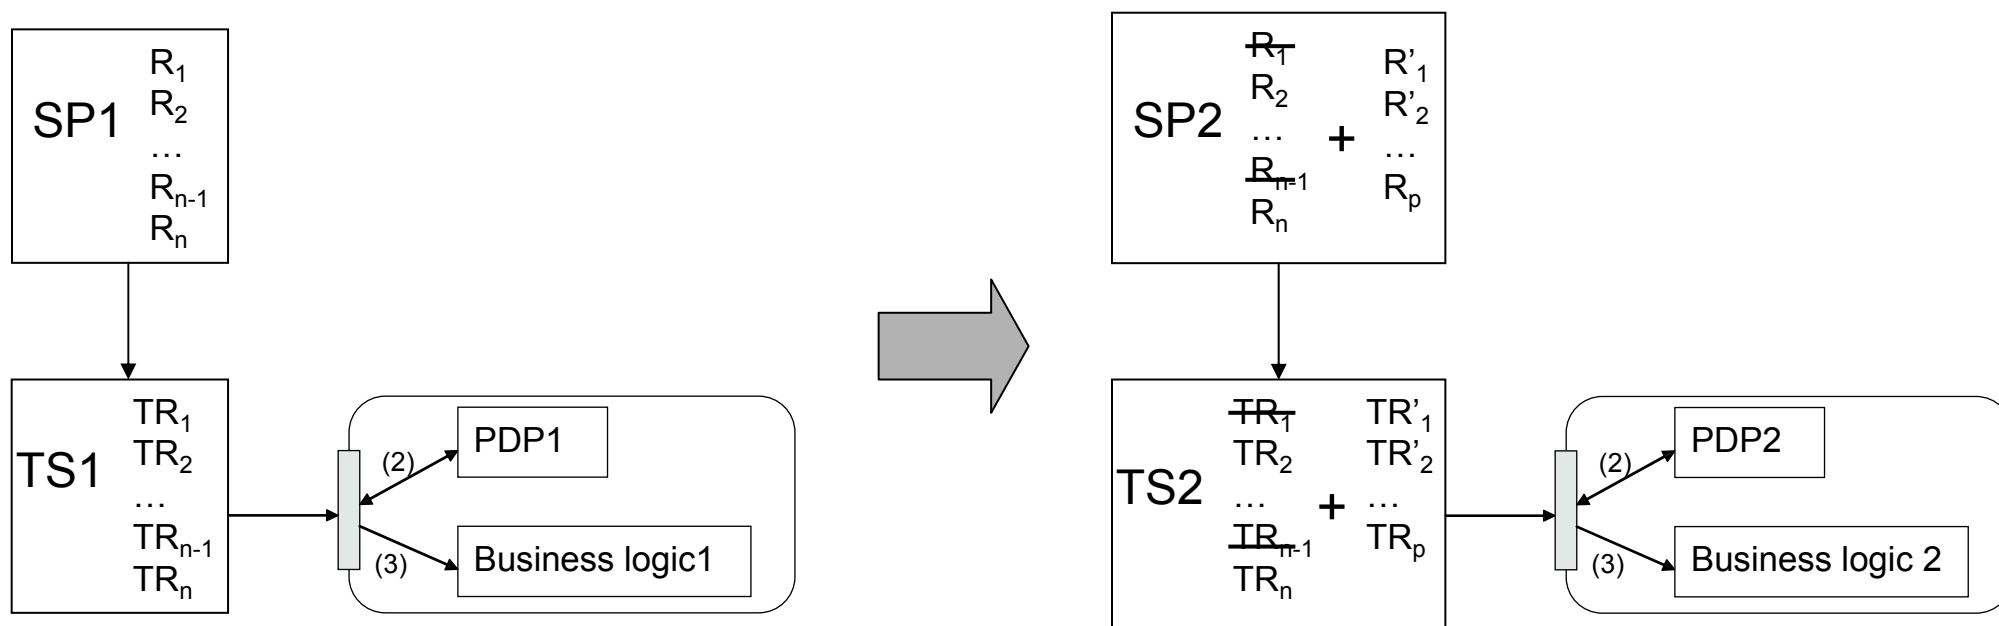 SP1
R1
R2
...
Rn-1
Rn
TS1
TR1
TR2
...
TRn-1
TRn
(2)
PDP1
(3)
Business logic1
SP2
R1
R2
...
Rn-1
Rn
+
R'1
R'2
...
Rp
TS2
TR1
TR2
...
TRn-1
TRn
+
TR'1
TR'2
...
TRp
(2)
PDP2
(3)
Business logic 2